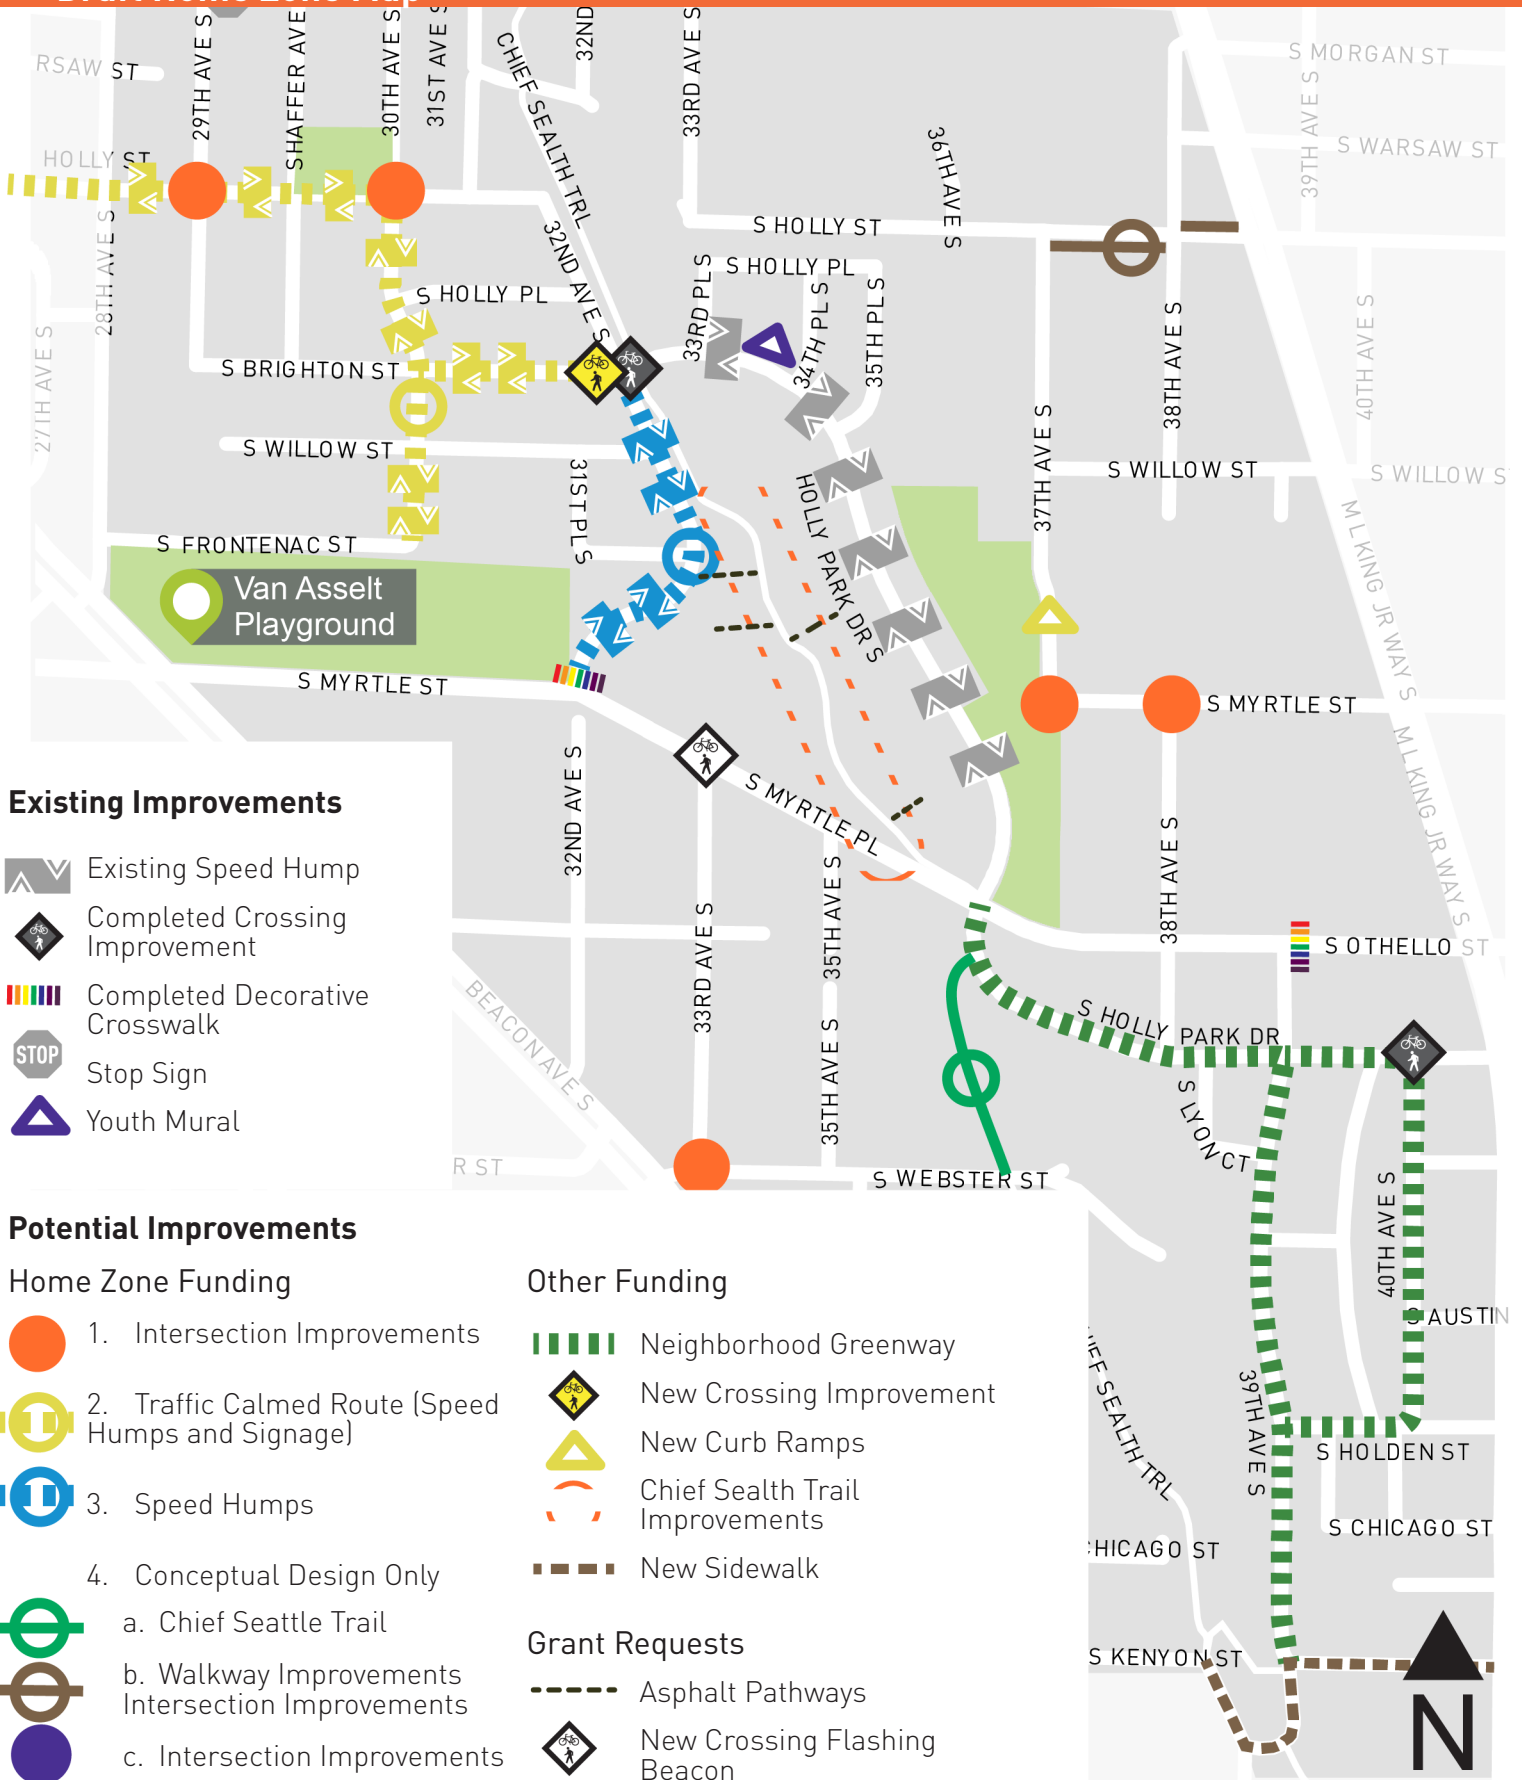 RSAW ST
29TH AVE S
SHAFFER AVE
30TH AVE S
31ST AVE S
CHIEF SEALTH TRL
32ND
33RD AVE S
S MORGAN ST
39TH AVE S
S WARSAW ST
36TH AVE S
HOLLY ST
28TH AVE S
27TH AVE S
32ND AVE S
S HOLLY ST
S HOLLY PL
S HOLLY PL
33RD PL S
34TH PL S
35TH PL S
38TH AVE S
40TH AVE S
S BRIGHTON ST
S WILLOW ST
31ST PL S
HOLLY PARK DR S
37TH AVE S
S WILLOW ST
S WILLOW S
S FRONTENAC ST
Van Asselt
Playground
M L KING JR WAY S
S MYRTLE ST
S MYRTLE ST
M L KING JR WAY S
S MYRTLE PL
32ND AVE S
33RD AVE S
35TH AVE S
38TH AVE S
S OTHELLO ST
BEACON AVE S
35TH AVE S
S HOLLY PARK DR
S LYON CT
R ST
S WEBSTER ST
40TH AVE S
S AUSTIN
39TH AVE S
CHIEF SEALTH TRL
S HOLDEN ST
S CHICAGO ST
CHICAGO ST
S KENYON ST
N
Existing Improvements
Existing Speed Hump
Completed Crossing
Improvement
Completed Decorative
Crosswalk
STOP
Stop Sign
Youth Mural
Potential Improvements
Home Zone Funding
1. Intersection Improvements
2. Traffic Calmed Route (Speed
Humps and Signage)
3. Speed Humps
4. Conceptual Design Only
a. Chief Seattle Trail
b. Walkway Improvements
Intersection Improvements
c. Intersection Improvements
Other Funding
Neighborhood Greenway
New Crossing Improvement
New Curb Ramps
Chief Sealth Trail
Improvements
New Sidewalk
Grant Requests
Asphalt Pathways
New Crossing Flashing
Beacon